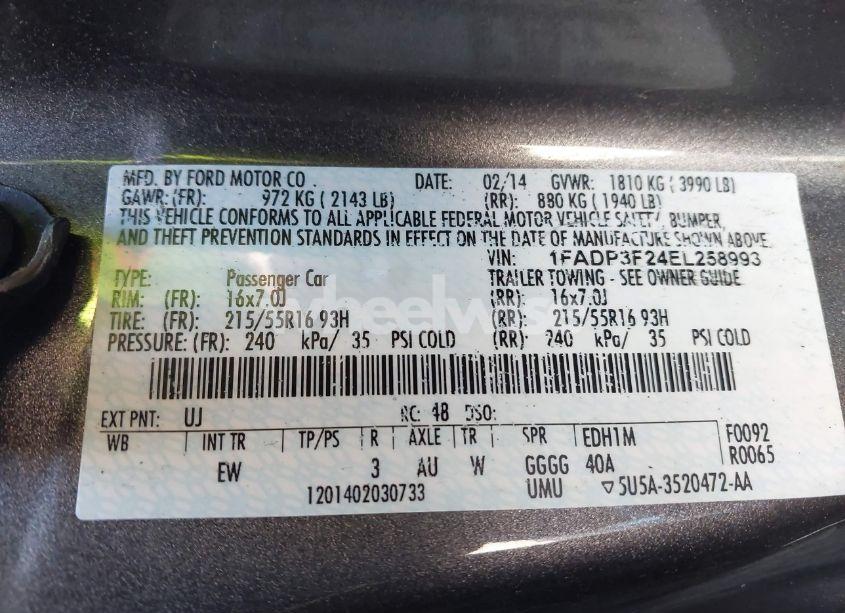 MFD. BY FORD MOTOR CO. DATE: 02/14 GVWR: 1810 KG (3990 LB)
GAWR: (FR): 972 KG (2143 LB) (RR): 880 KG (1940 LB)
THIS VEHICLE CONFORMS TO ALL APPLICABLE FEDERAL MOTOR VEHICLE SAFETY, BUMPER,
AND THEFT PREVENTION STANDARDS IN EFFECT ON THE DATE OF MANUFACTURE SHOWN ABOVE.
VIN: 1FADP3F24EL258993
TYPE: Passenger Car TRAILER TOWING - SEE OWNER GUIDE
RIM: (FR): 16x7.0J (RR): 16x7.0J
TIRE: (FR): 215/55R16 93H (RR): 215/55R16 93H
PRESSURE: (FR): 240 kPa/ 35 PSI COLD (RR): 240 kPa/ 35 PSI COLD
EXT PNT: UJ RC: 48 DSO:
WB INT TR TP/PS R AXLE TR SPR EDH1M F0092
EW 3 AU W GGGG 40A R0065
1201402030733 UMU ▽5U5A-3520472-AA